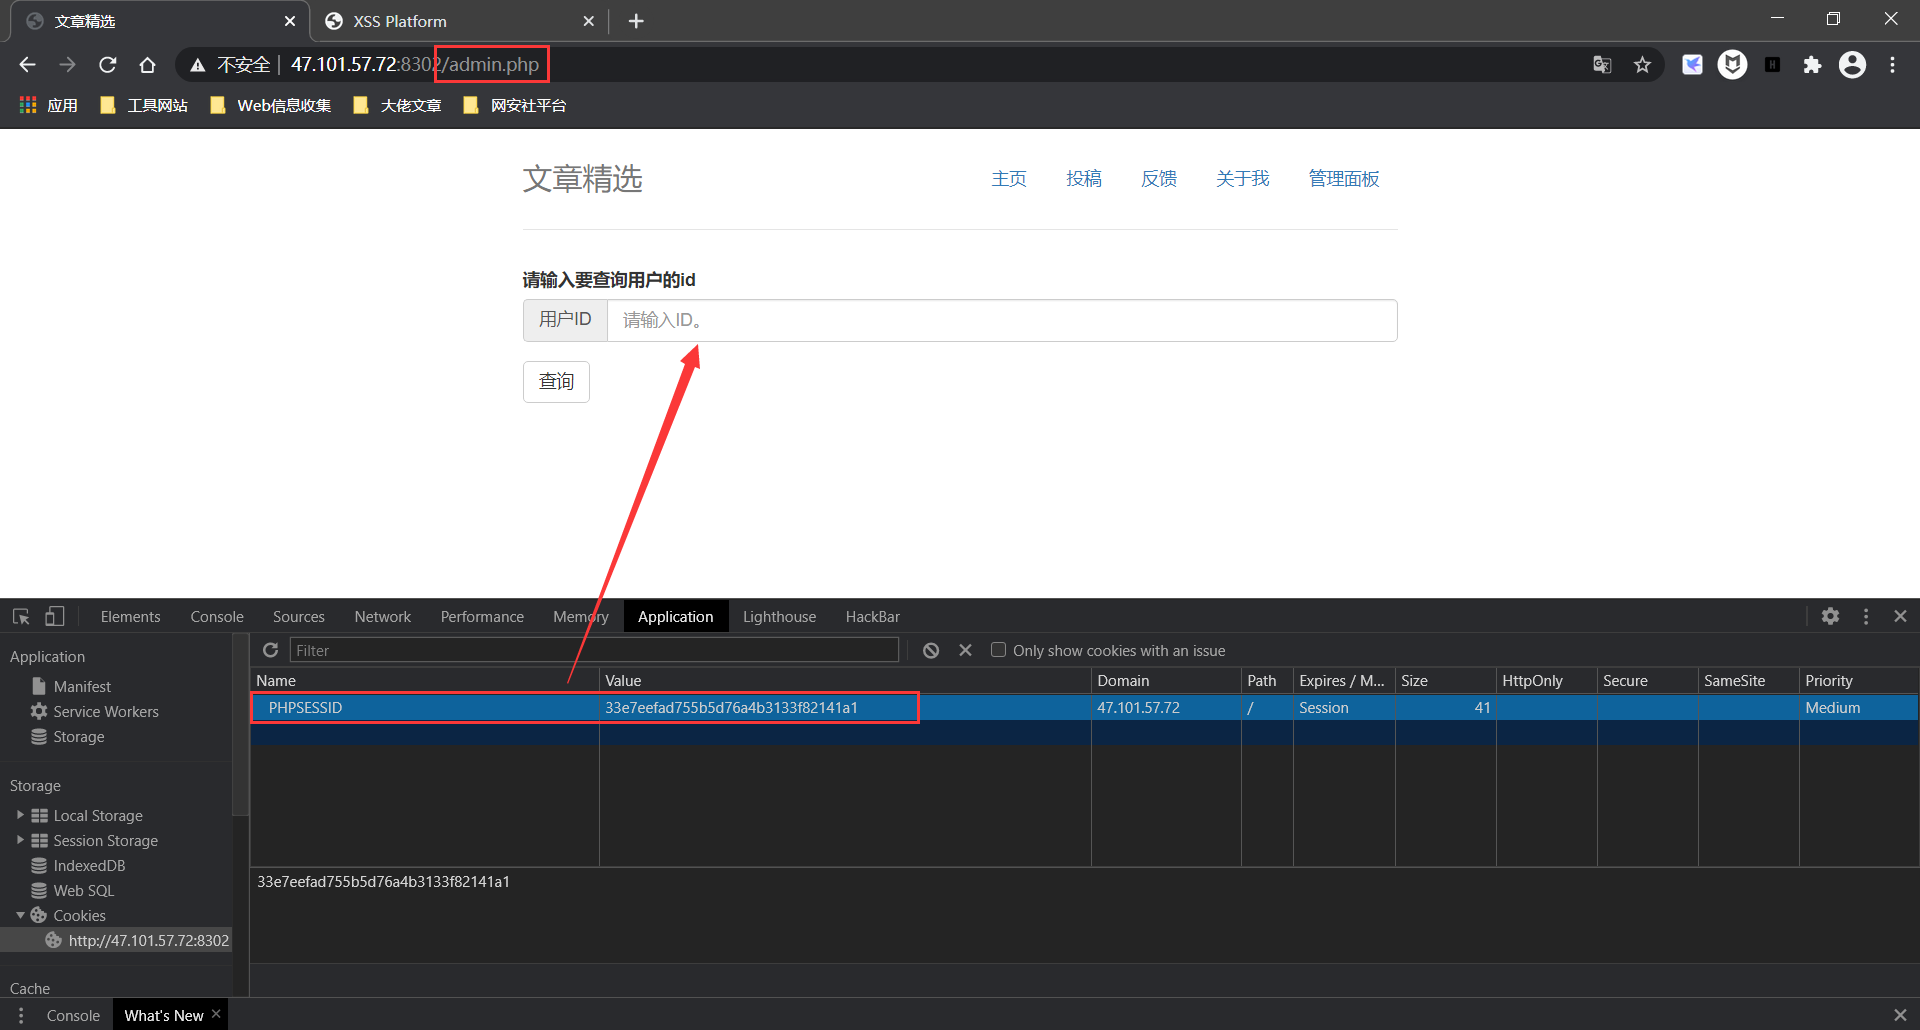 文章精选
XSS Platform
不安全 | 47.101.57.72:8302/admin.php
应用
工具网站
Web信息收集
大佬文章
网安社平台
文章精选
主页
投稿
反馈
关于我
管理面板
请输入要查询用户的id
用户ID
请输入ID。
查询
Elements Console Sources Network Performance Memory Application Lighthouse HackBar
Application
Manifest
Service Workers
Storage
Storage
Local Storage
Session Storage
IndexedDB
Web SQL
Cookies
http://47.101.57.72:8302
Cache
Filter
Only show cookies with an issue
Name Value Domain Path Expires / M... Size HttpOnly Secure SameSite Priority
PHPSESSID 33e7eefad755b5d76a4b3133f82141a1 47.101.57.72 / Session 41 Medium
33e7eefad755b5d76a4b3133f82141a1
Console
What's New